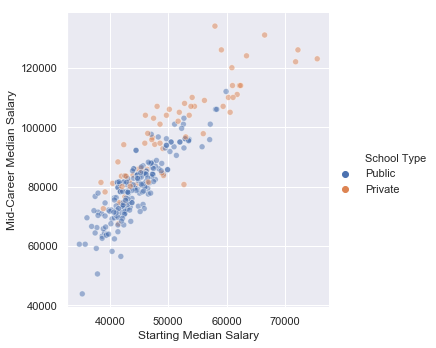 120000
100000
80000
60000
40000
Mid-Career Median Salary
40000 50000 60000 70000
Starting Median Salary
School Type
Public
Private